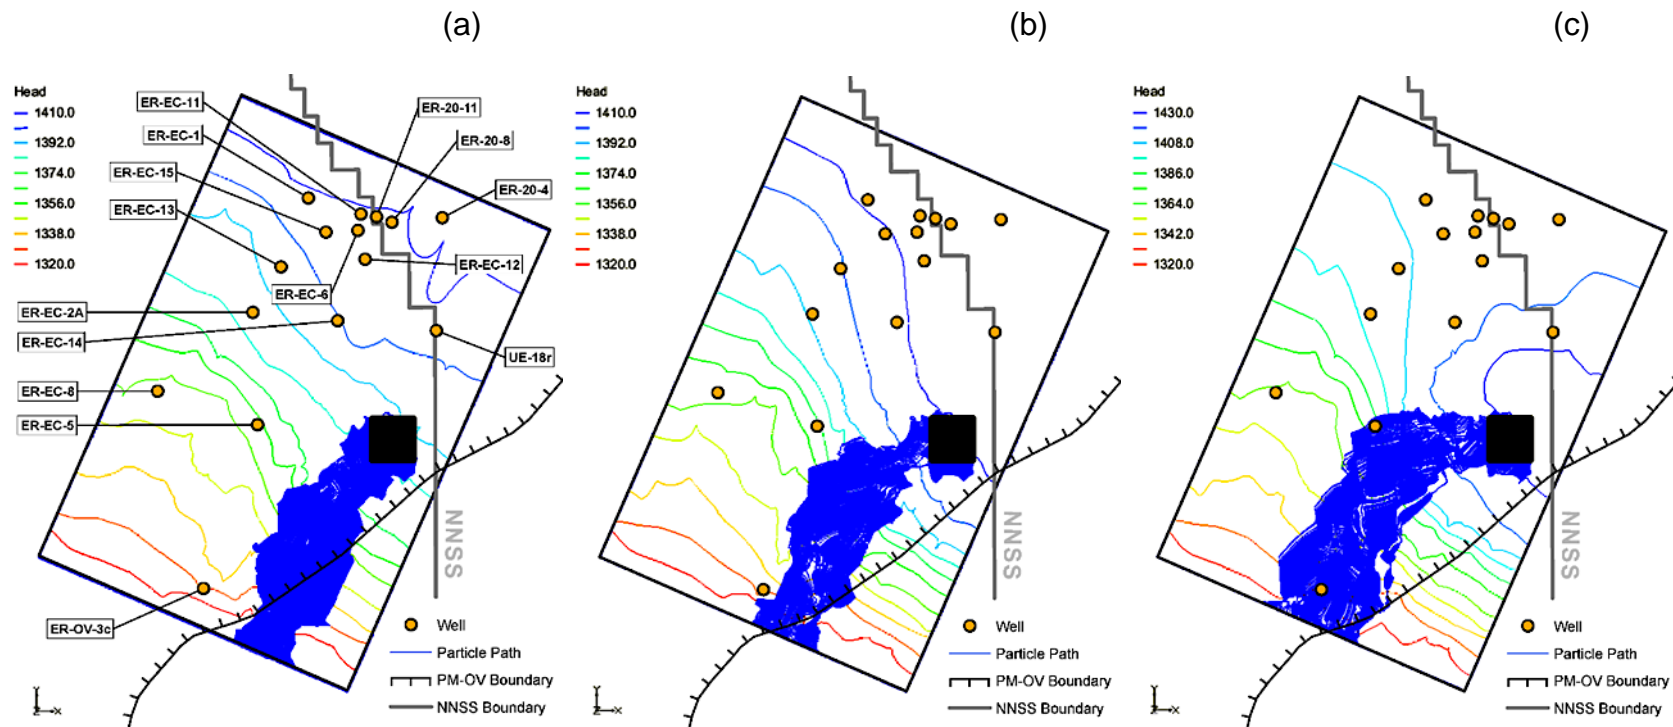 (a)
Head
1410.0
1392.0
1374.0
1356.0
1338.0
1320.0
ER-EC-11
ER-EC-1
ER-EC-15
ER-EC-13
ER-20-11
ER-20-8
ER-20-4
ER-EC-12
ER-EC-6
ER-EC-2A
ER-EC-14
UE-18r
ER-EC-8
ER-EC-5
ER-OV-3c
NNSS
Well
Particle Path
PM-OV Boundary
NNSS Boundary
Y
Z X
(b)
Head
1410.0
1392.0
1374.0
1356.0
1338.0
1320.0
NNSS
Well
Particle Path
PM-OV Boundary
NNSS Boundary
Y
Z X
(c)
Head
1430.0
1408.0
1386.0
1364.0
1342.0
1320.0
NNSS
Well
Particle Path
PM-OV Boundary
NNSS Boundary
Y
Z X